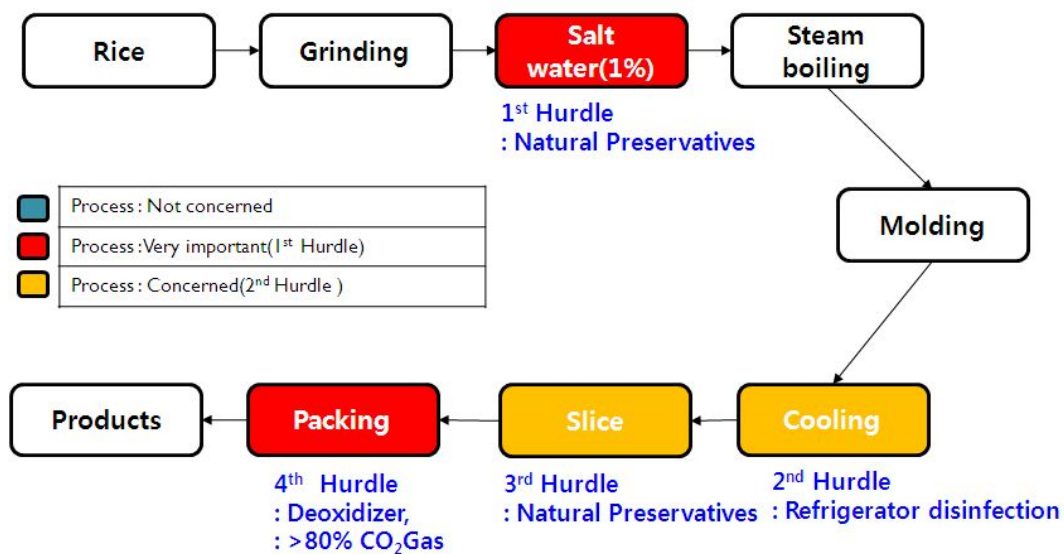 Rice
Grinding
Salt
water(1%)
Steam
boiling
1st Hurdle
: Natural Preservatives
Process : Not concerned
Process :Very important(1st Hurdle)
Process : Concerned(2nd Hurdle )
Molding
Products
Packing
Slice
Cooling
4th Hurdle
: Deoxidizer,
: >80% CO2Gas
3rd Hurdle
: Natural Preservatives
2nd Hurdle
: Refrigerator disinfection